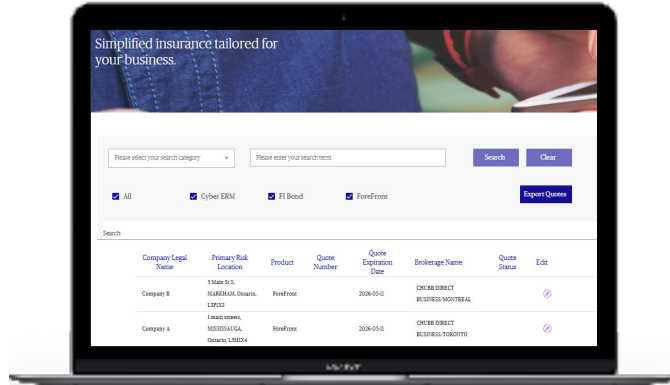 Simplified insurance tailored for
your business.
Please select your search category
Please enter your search term
Search
Clear
All
Cyber ERM
FI Bond
ForeFront
Export Quotes
Search
Company Legal Name
Primary Risk Location
Product
Quote Number
Quote Expiration Date
Brokerage Name
Quote Status
Edit
Company B
5 Main St S,
MARKHAM, Ontario,
L3P1X3
ForeFront
2026-03-11
CHUBB DIRECT
BUSINESS/MONTREAL
Company A
1 main streets,
MISSISSAUGA,
Ontario, L5M1X4
ForeFront
2026-03-11
CHUBB DIRECT
BUSINESS/TORONTO